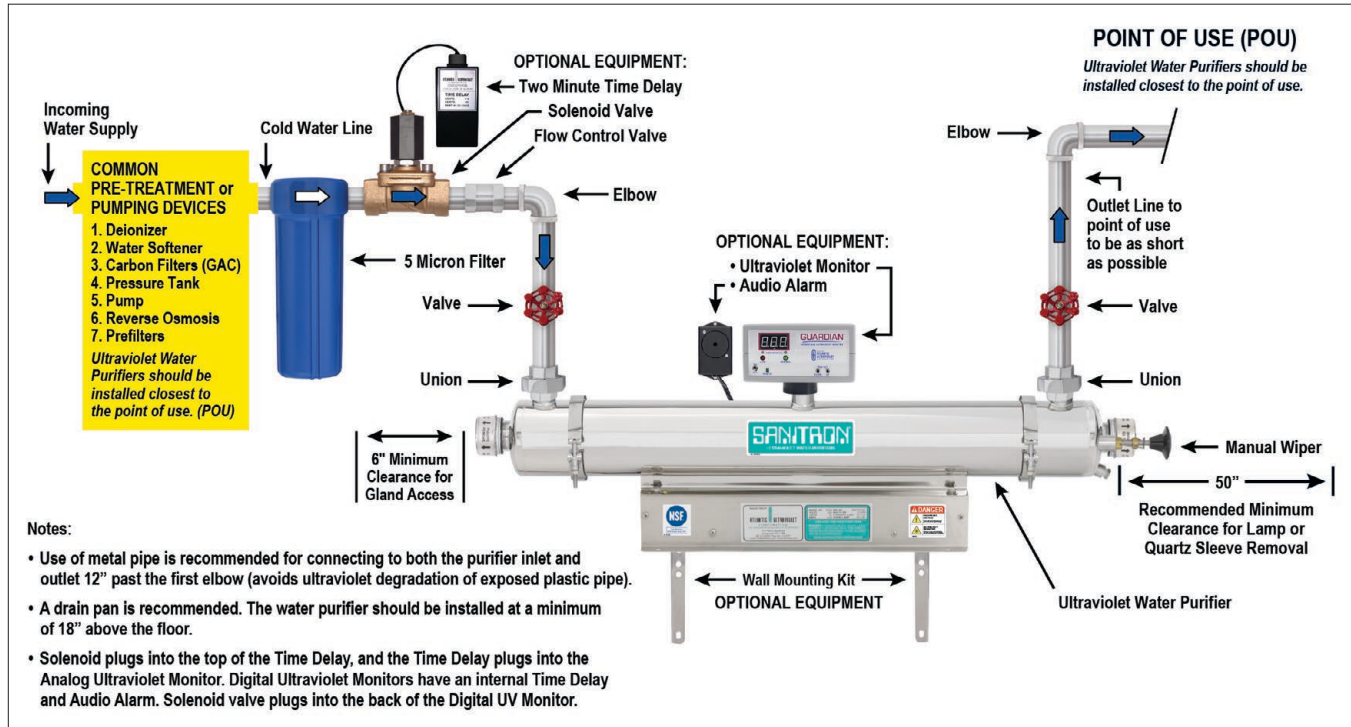 POINT OF USE (POU)
Ultraviolet Water Purifiers should be
installed closest to the point of use.
OPTIONAL EQUIPMENT:
Two Minute Time Delay
Solenoid Valve
Flow Control Valve
Incoming
Water Supply
Cold Water Line
Elbow
COMMON
PRE-TREATMENT or
PUMPING DEVICES
1. Deionizer
2. Water Softener
3. Carbon Filters (GAC)
4. Pressure Tank
5. Pump
6. Reverse Osmosis
7. Prefilters
Ultraviolet Water
Purifiers should be
installed closest to
the point of use. (POU)
5 Micron Filter
Elbow
Outlet Line to
point of use
to be as short
as possible
OPTIONAL EQUIPMENT:
• Ultraviolet Monitor
• Audio Alarm
Valve
Valve
GUARDIAN
Union
Union
SANITRON
6" Minimum
Clearance for
Gland Access
Manual Wiper
50”
Recommended Minimum
Clearance for Lamp or
Quartz Sleeve Removal
NSF
ATLANTIC ULTRAVIOLET
DANGER
Wall Mounting Kit
OPTIONAL EQUIPMENT
Ultraviolet Water Purifier
Notes:
• Use of metal pipe is recommended for connecting to both the purifier inlet and
outlet 12” past the first elbow (avoids ultraviolet degradation of exposed plastic pipe).
• A drain pan is recommended. The water purifier should be installed at a minimum
of 18” above the floor.
• Solenoid plugs into the top of the Time Delay, and the Time Delay plugs into the
Analog Ultraviolet Monitor. Digital Ultraviolet Monitors have an internal Time Delay
and Audio Alarm. Solenoid valve plugs into the back of the Digital UV Monitor.